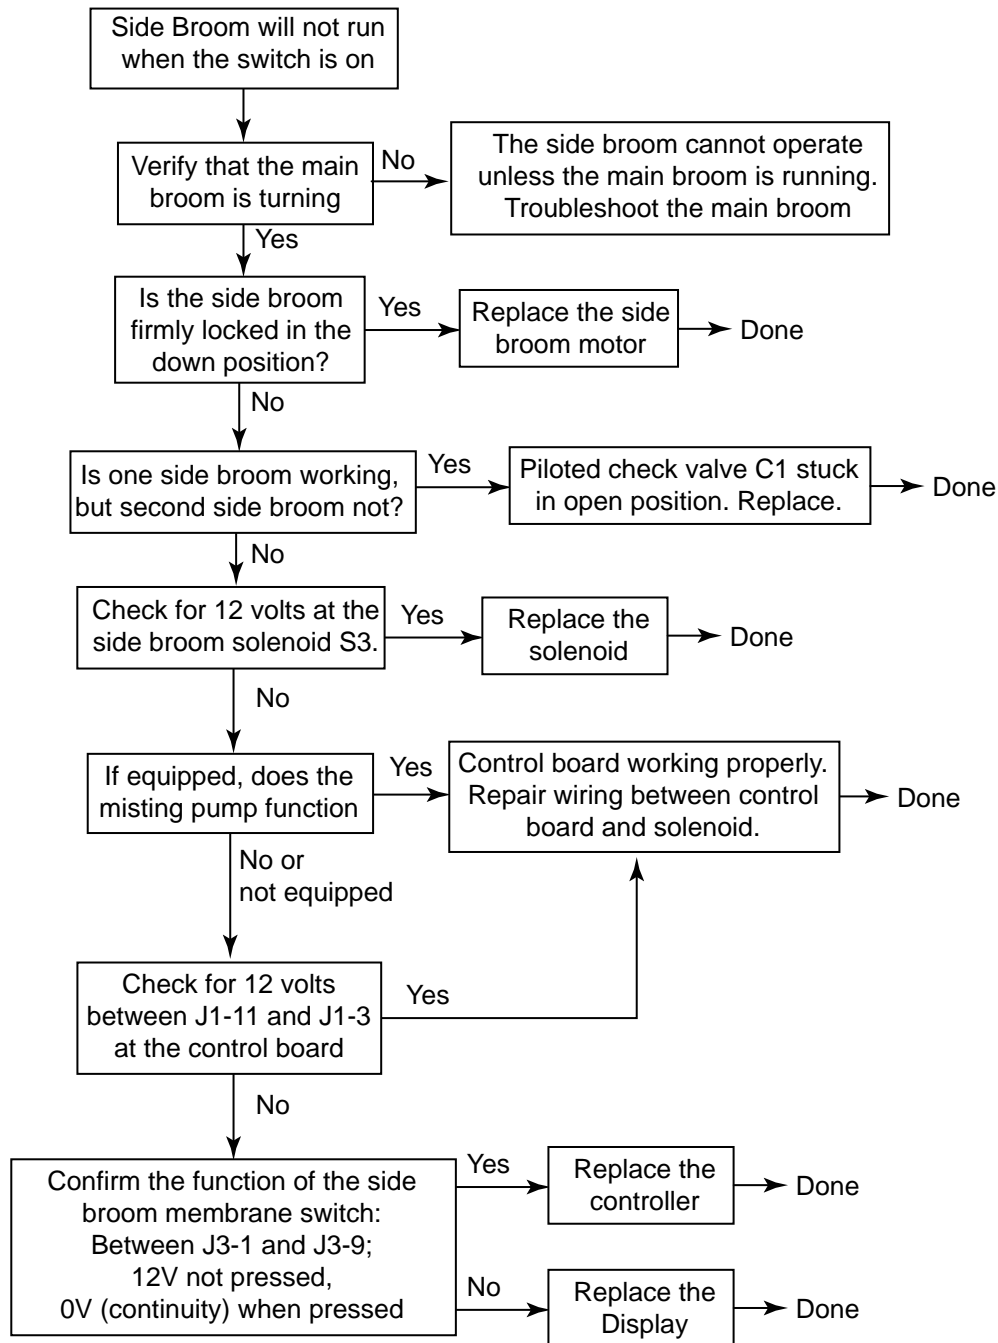 Side Broom will not run
when the switch is on
Verify that the main
broom is turning
No
The side broom cannot operate
unless the main broom is running.
Troubleshoot the main broom
Yes
Is the side broom
firmly locked in the
down position?
Yes
Replace the side
broom motor
Done
No
Is one side broom working,
but second side broom not?
Yes
Piloted check valve C1 stuck
in open position. Replace.
Done
No
Check for 12 volts at the
side broom solenoid S3.
Yes
Replace the
solenoid
Done
No
If equipped, does the
misting pump function
Yes
Control board working properly.
Repair wiring between control
board and solenoid.
Done
No or
not equipped
Check for 12 volts
between J1-11 and J1-3
at the control board
Yes
No
Confirm the function of the side
broom membrane switch:
Between J3-1 and J3-9;
12V not pressed,
0V (continuity) when pressed
Yes
Replace the
controller
Done
No
Replace the
Display
Done